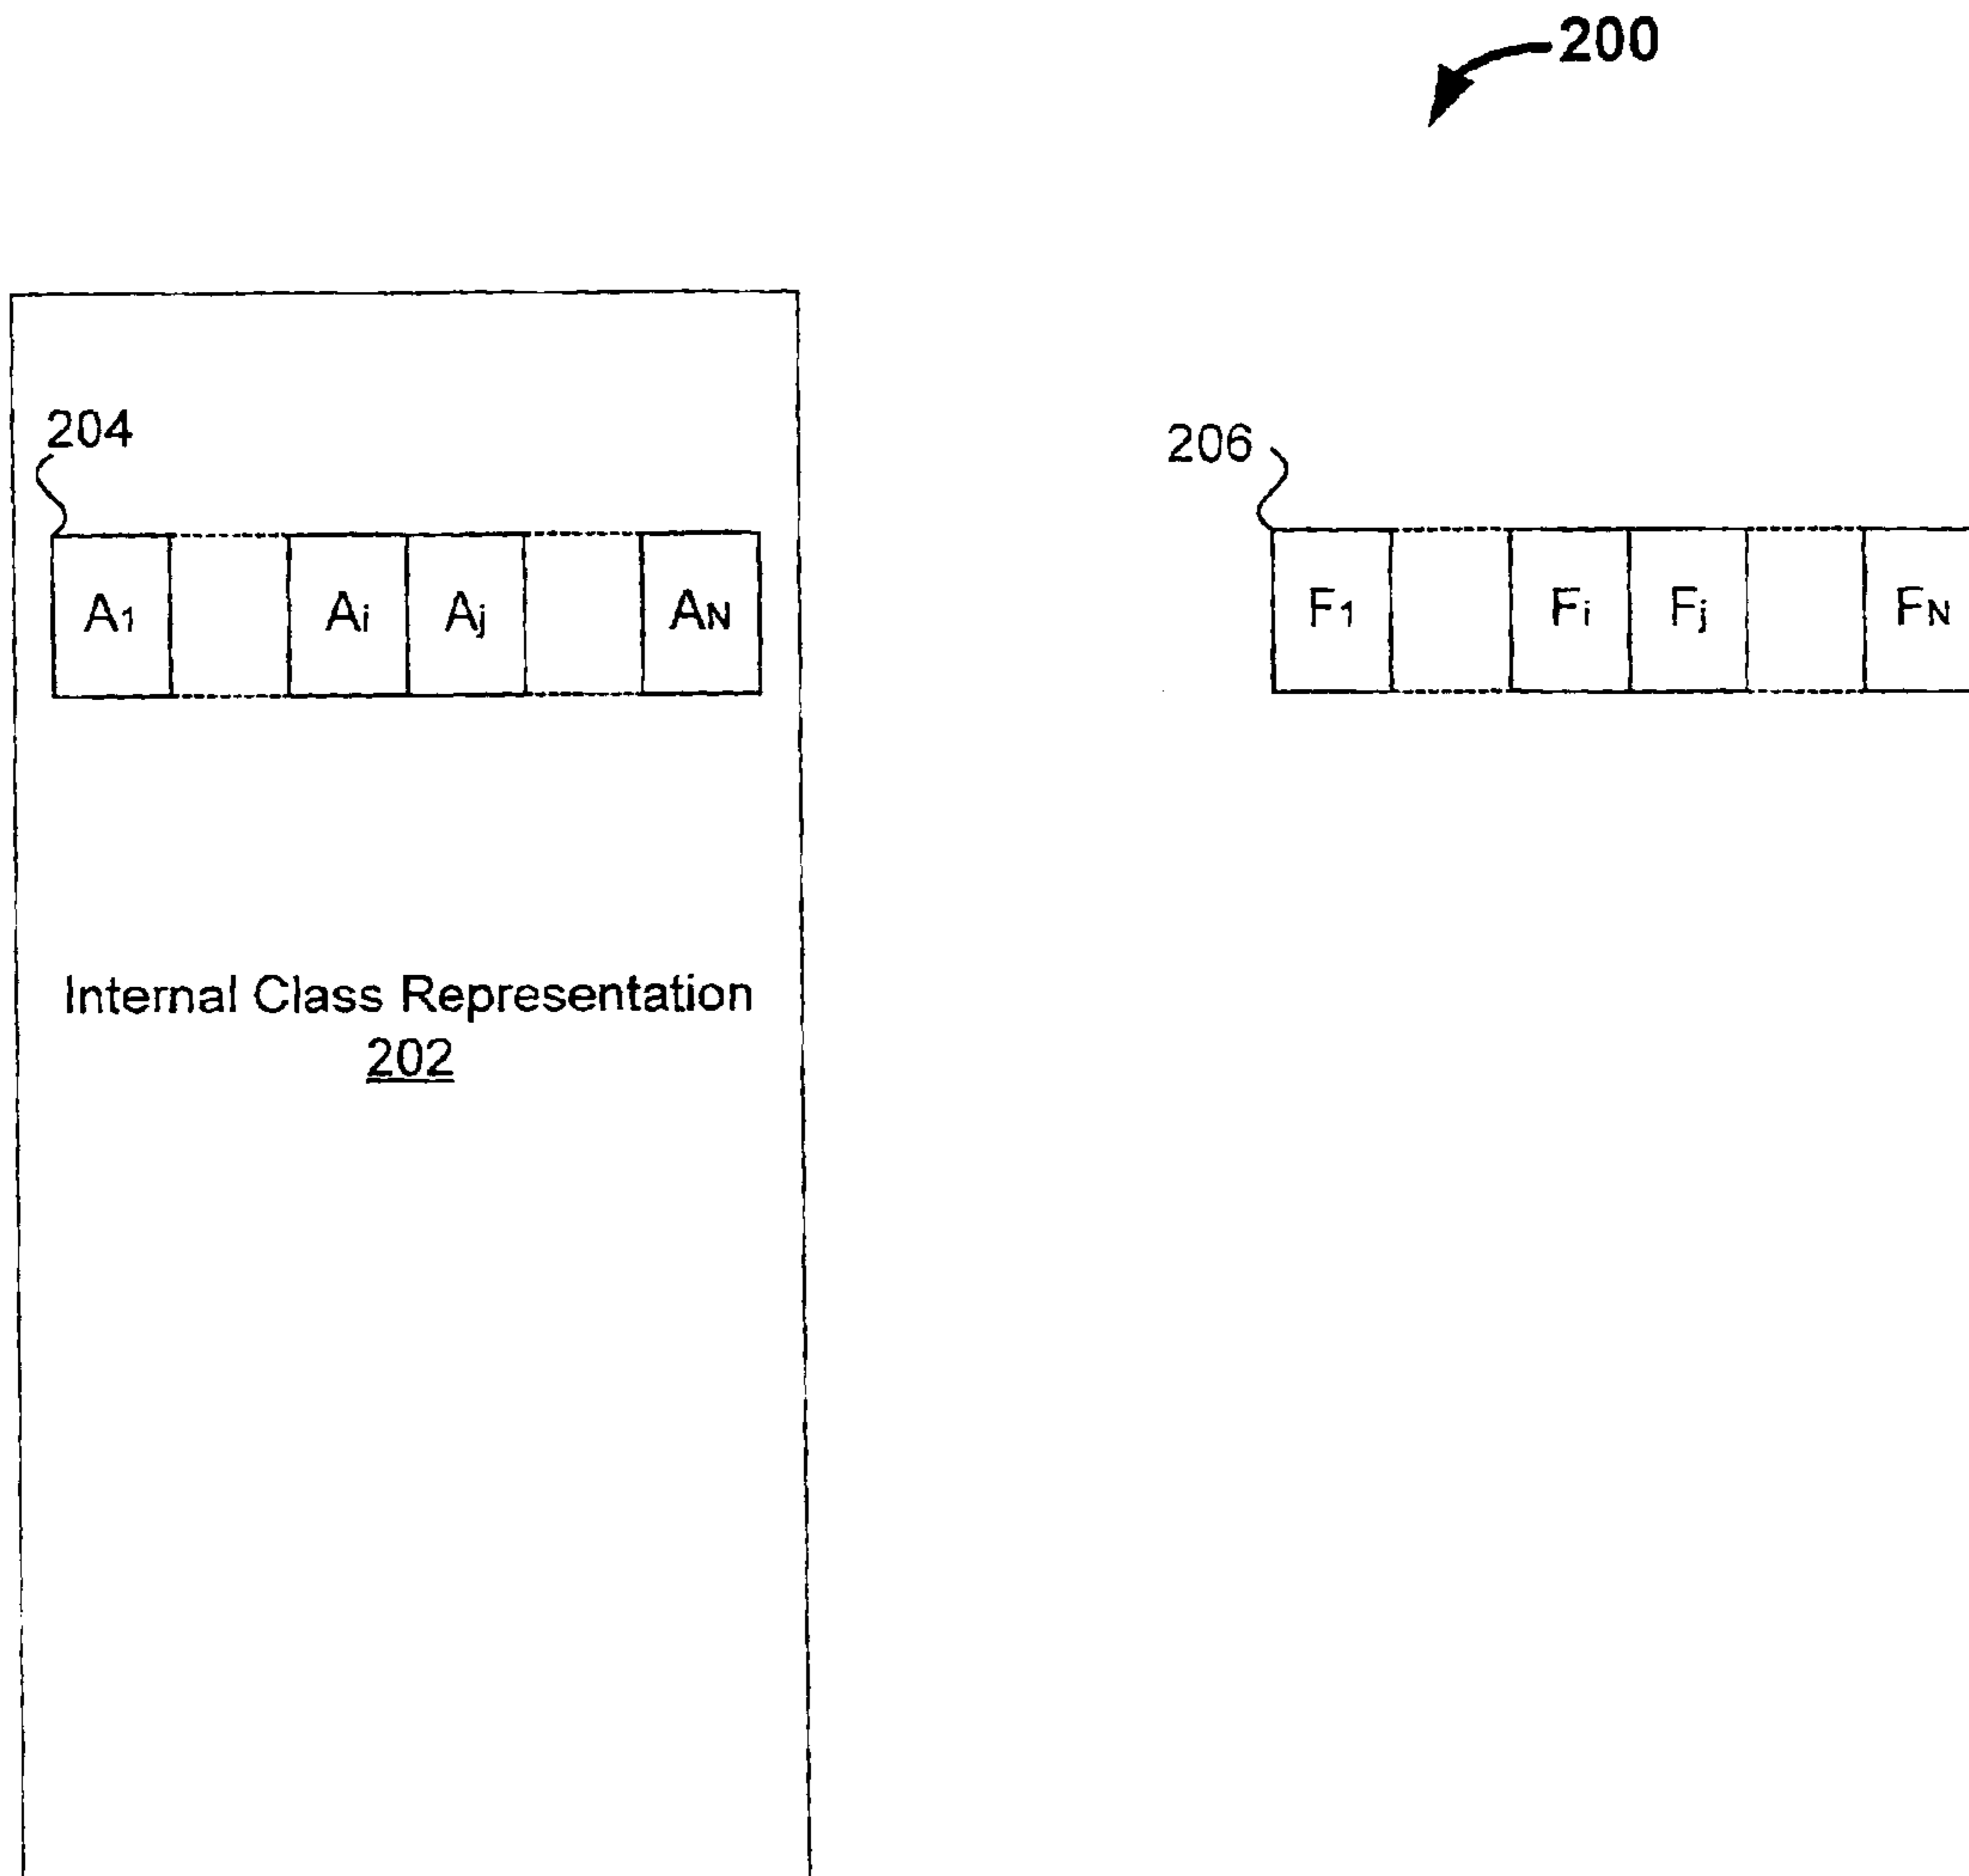 200
204
206
A1 Ai Aj AN
F1 Fi Fj FN
Internal Class Representation
202